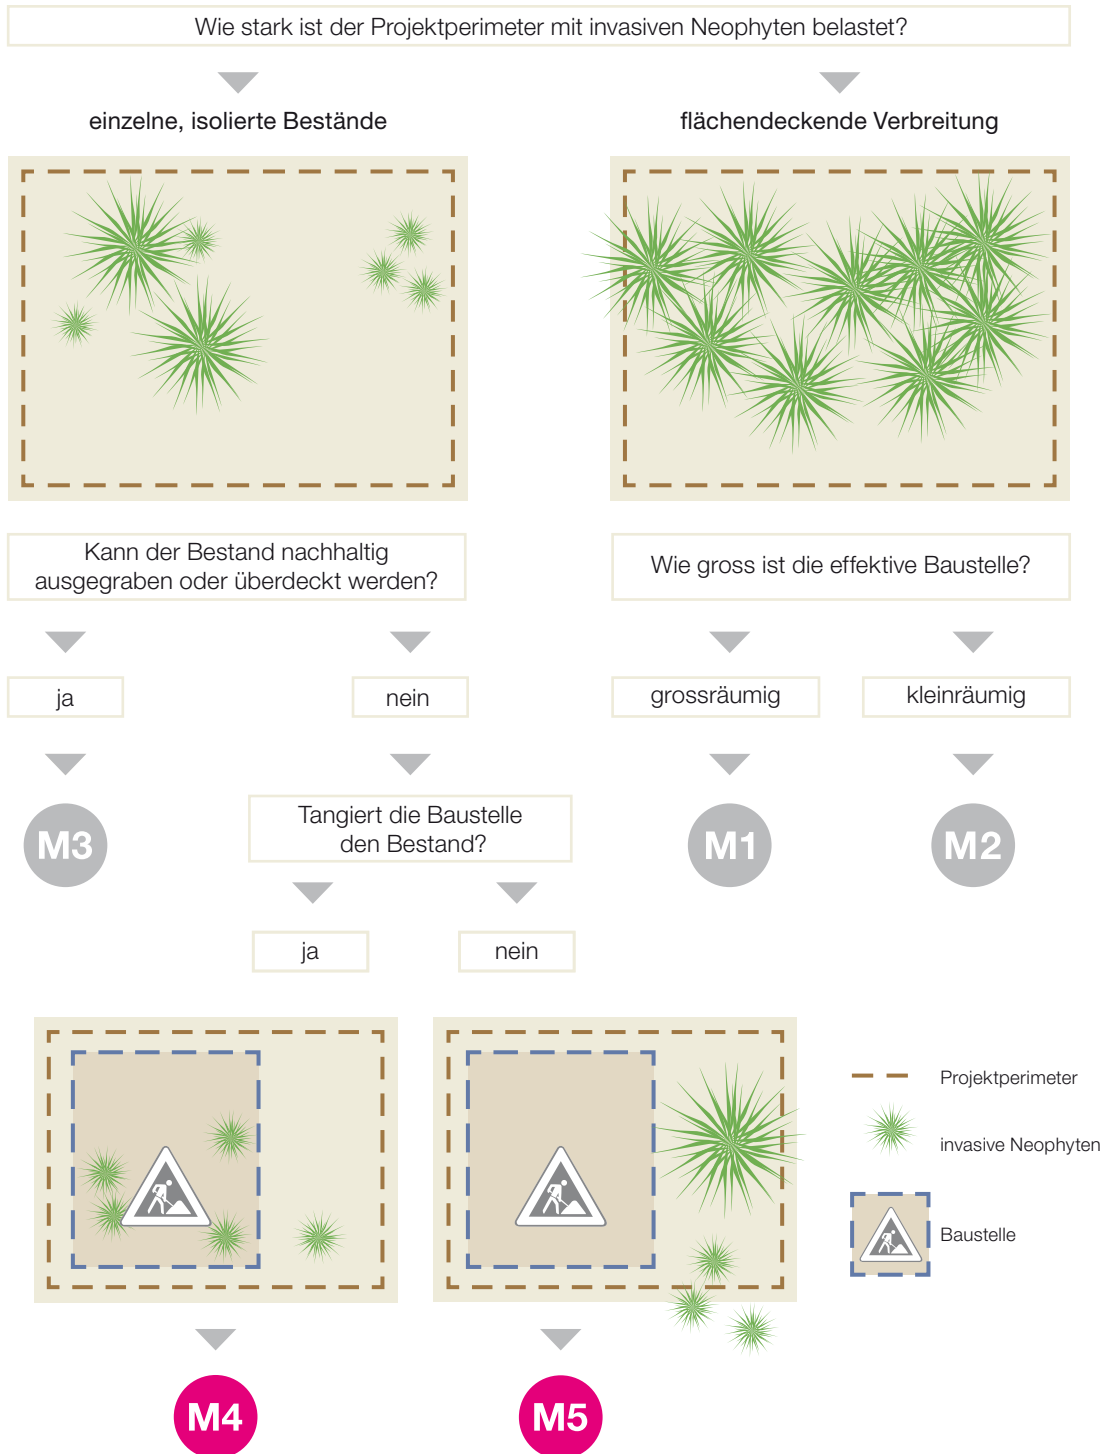 Wie stark ist der Projektperimeter mit invasiven Neophyten belastet?
einzelne, isolierte Bestände
flächendeckende Verbreitung
Kann der Bestand nachhaltig
ausgegraben oder überdeckt werden?
Wie gross ist die effektive Baustelle?
ja
nein
grossräumig
kleinräumig
M3
Tangiert die Baustelle
den Bestand?
M1
M2
ja
nein
Projektperimeter
invasive Neophyten
Baustelle
M4
M5